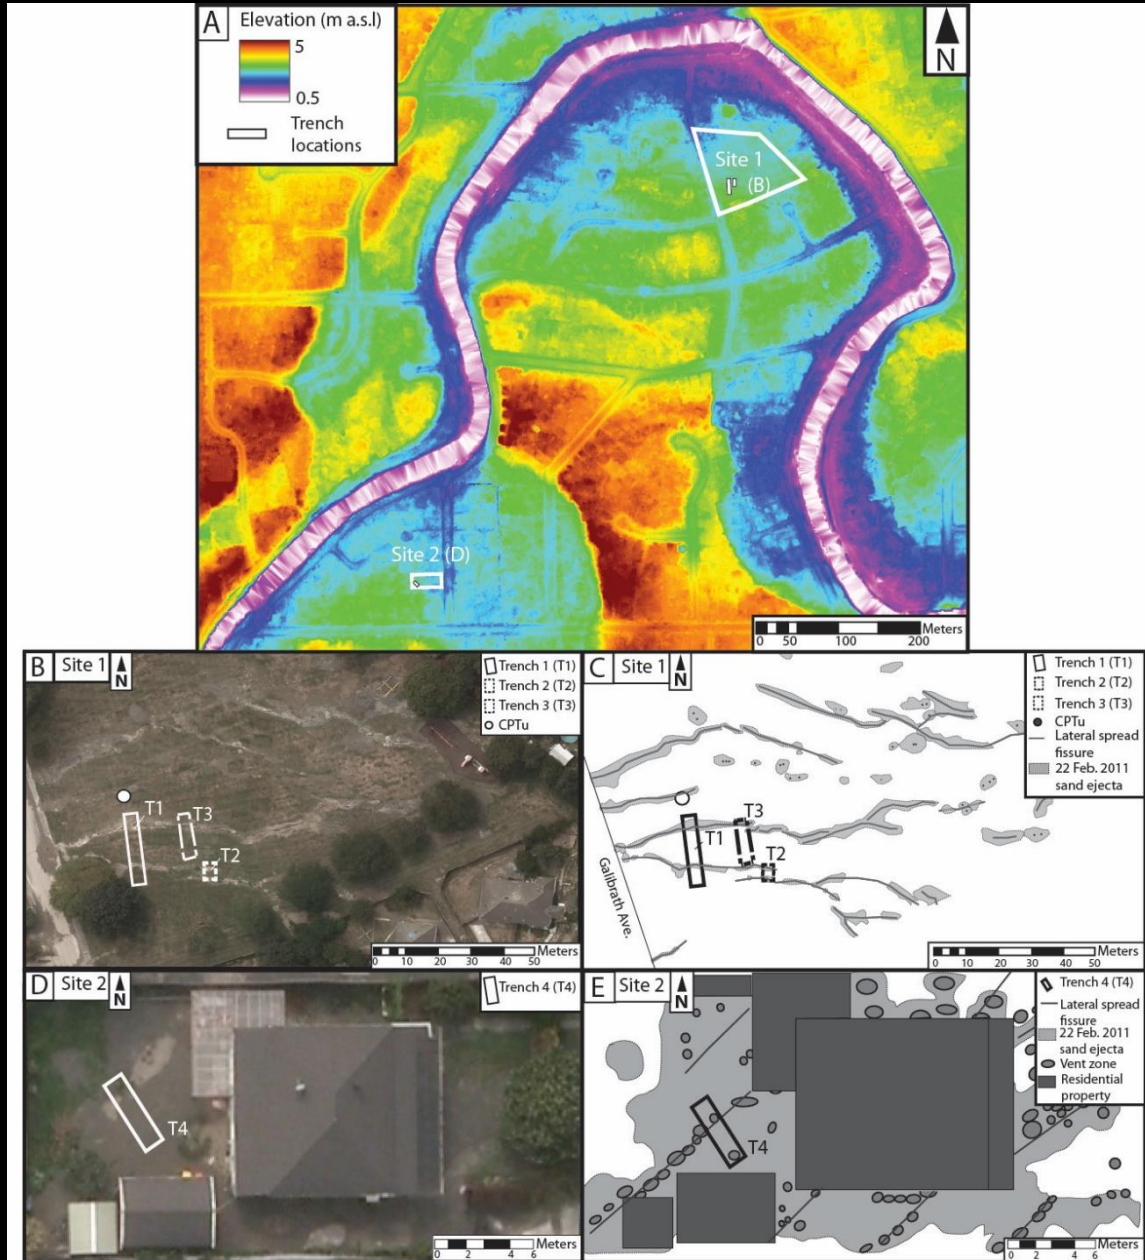 A
Elevation (m a.s.l)
5
0.5
Trench
locations
N
Site 1
(B)
Site 2 (D)
0 50 100 200 Meters
B Site 1
N
Trench 1 (T1)
Trench 2 (T2)
Trench 3 (T3)
CPTu
T1
T3
T2
Meters
0 10 20 30 40 50
C Site 1
N
Trench 1 (T1)
Trench 2 (T2)
Trench 3 (T3)
CPTu
Lateral spread
fissure
22 Feb. 2011
sand ejecta
T3
T1
T2
Galibrath Ave.
Meters
0 10 20 30 40 50
D Site 2
N
Trench 4 (T4)
T4
Meters
0 2 4 6
E Site 2
N
Trench 4 (T4)
Lateral spread
fissure
22 Feb. 2011
sand ejecta
Vent zone
Residential
property
T4
Meters
0 2 4 6